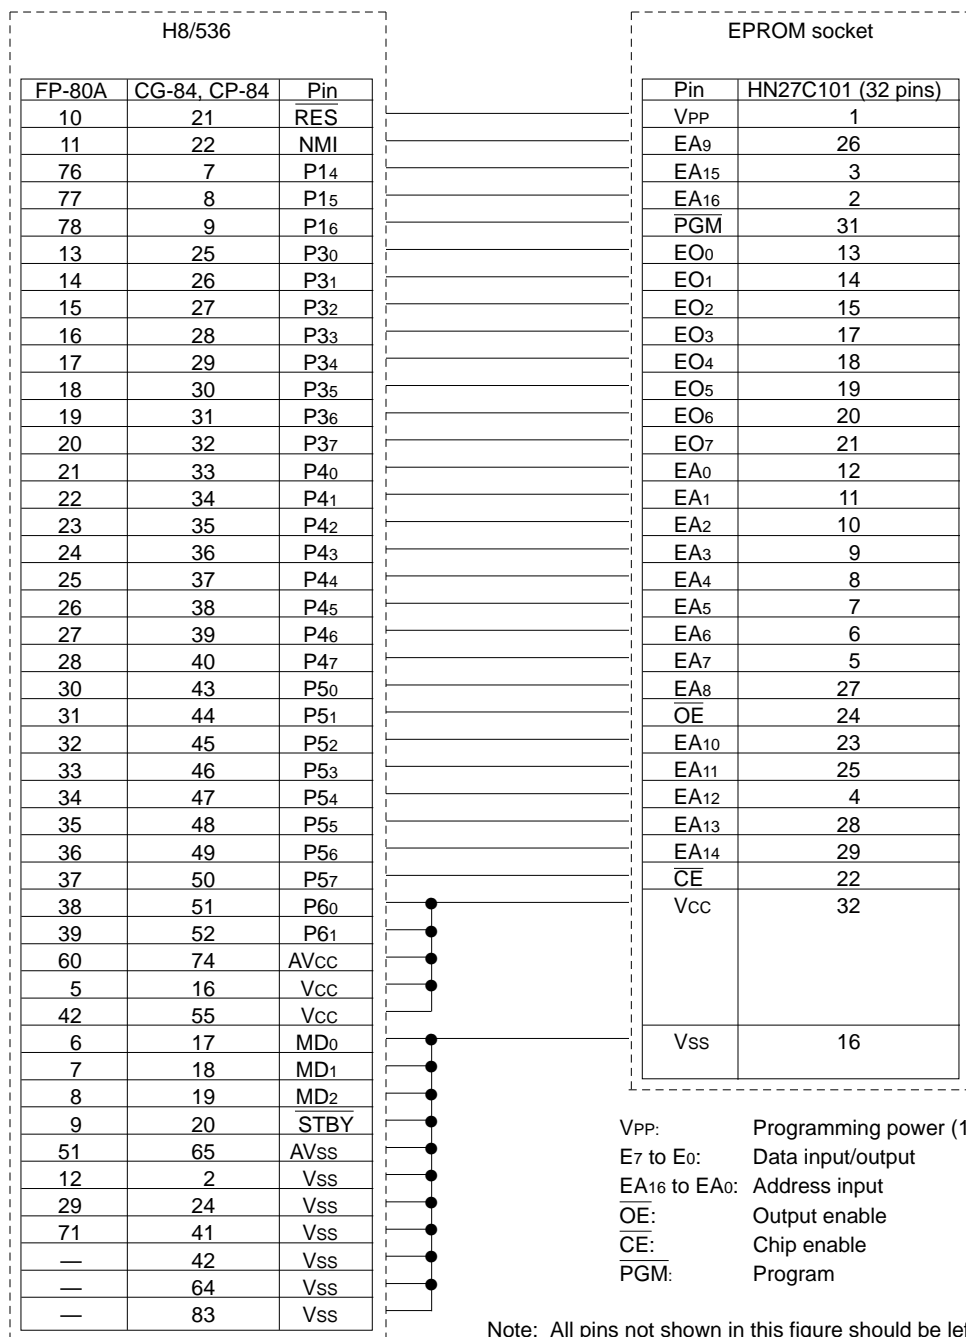 H8/536
FP-80A CG-84, CP-84 Pin
10 21 R̅E̅S̅
11 22 NMI
76 7 P14
77 8 P15
78 9 P16
13 25 P30
14 26 P31
15 27 P32
16 28 P33
17 29 P34
18 30 P35
19 31 P36
20 32 P37
21 33 P40
22 34 P41
23 35 P42
24 36 P43
25 37 P44
26 38 P45
27 39 P46
28 40 P47
30 43 P50
31 44 P51
32 45 P52
33 46 P53
34 47 P54
35 48 P55
36 49 P56
37 50 P57
38 51 P60
39 52 P61
60 74 AVCC
5 16 VCC
42 55 VCC
6 17 MD0
7 18 MD1
8 19 MD2
9 20 S̅T̅B̅Y̅
51 65 AVSS
12 2 VSS
29 24 VSS
71 41 VSS
— 42 VSS
— 64 VSS
— 83 VSS
EPROM socket
Pin HN27C101 (32 pins)
VPP 1
EA9 26
EA15 3
EA16 2
P̅G̅M̅ 31
EO0 13
EO1 14
EO2 15
EO3 17
EO4 18
EO5 19
EO6 20
EO7 21
EA0 12
EA1 11
EA2 10
EA3 9
EA4 8
EA5 7
EA6 6
EA7 5
EA8 27
O̅E̅ 24
EA10 23
EA11 25
EA12 4
EA13 28
EA14 29
C̅E̅ 22
VCC 32
VSS 16
VPP: Programming power (1
E7 to E0: Data input/output
EA16 to EA0: Address input
O̅E̅: Output enable
C̅E̅: Chip enable
P̅G̅M̅: Program
Note: All pins not shown in this figure should be lef